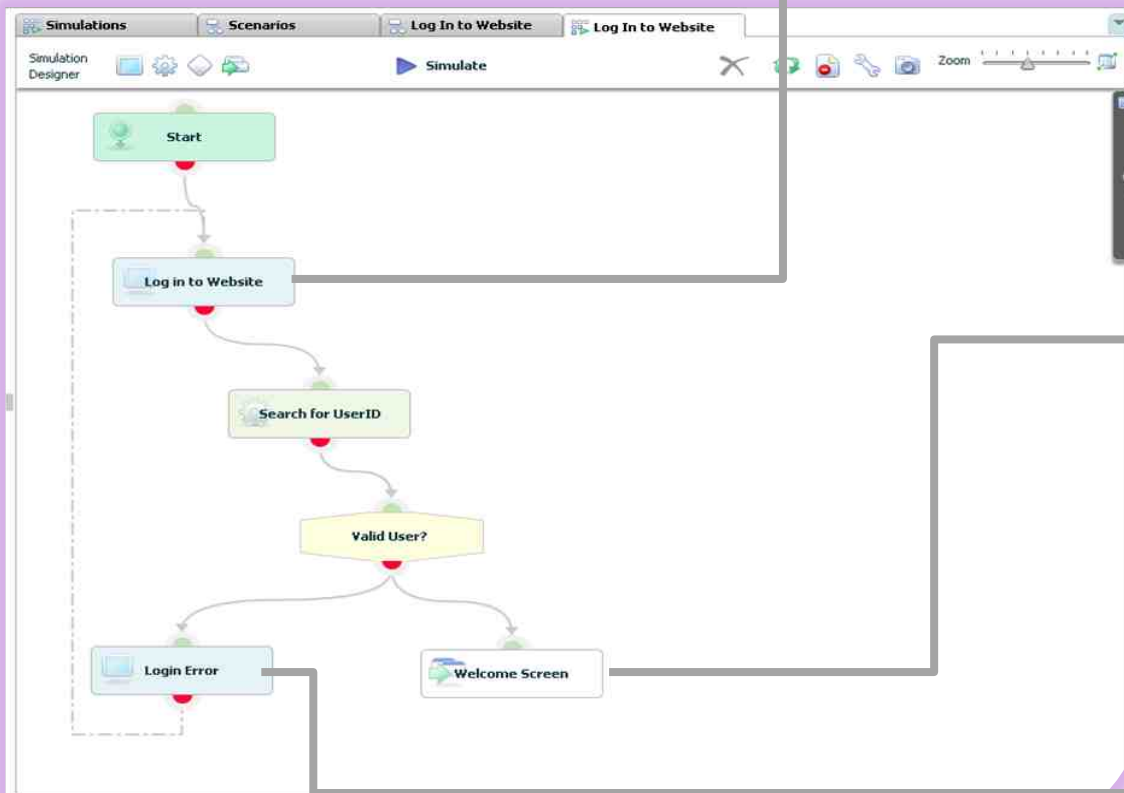 Simulations
Scenarios
Log In to Website
Log In to Website
Simulation
Designer
Simulate
Zoom
Start
Log in to Website
Search for UserID
Valid User?
Login Error
Welcome Screen